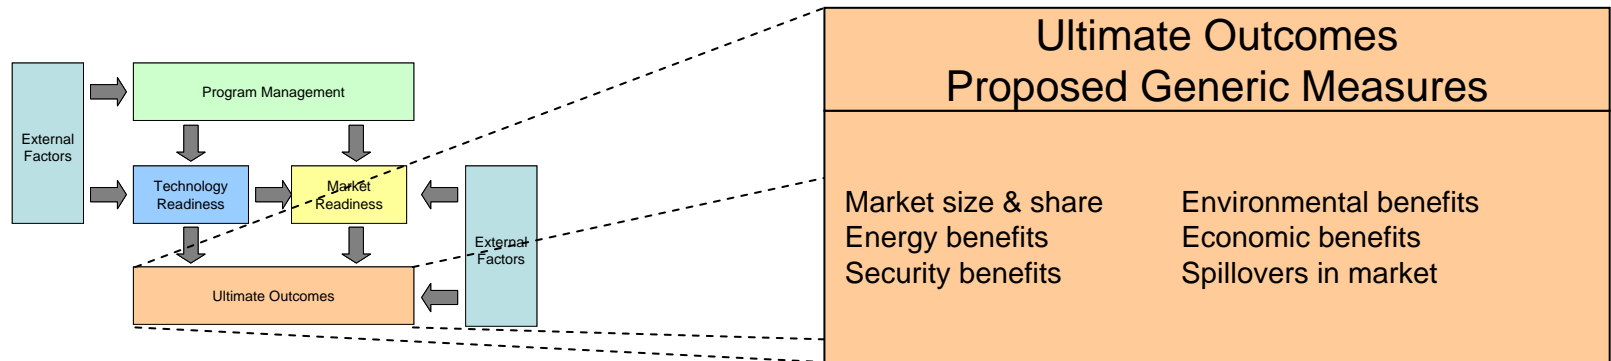 Program Management
External
Factors
Technology
Readiness
Market
Readiness
External
Factors
Ultimate Outcomes
Ultimate Outcomes
Proposed Generic Measures
Market size & share
Energy benefits
Security benefits
Environmental benefits
Economic benefits
Spillovers in market